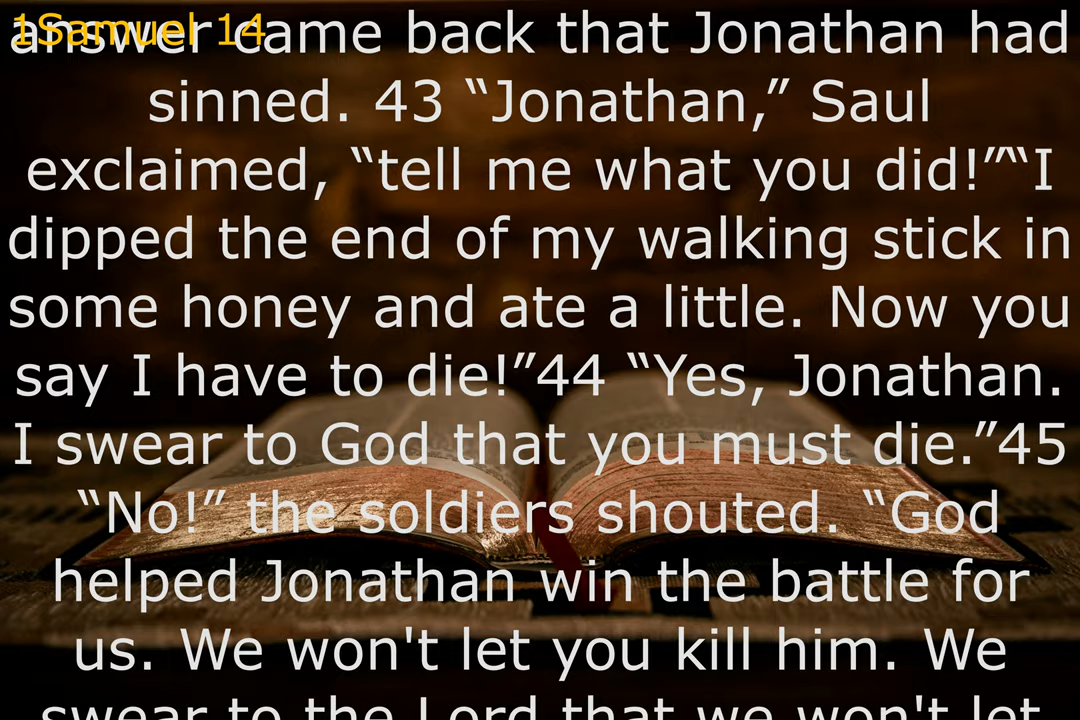 1Samuel 14
answer came back that Jonathan had
sinned. 43 “Jonathan,” Saul
exclaimed, “tell me what you did!”“I
dipped the end of my walking stick in
some honey and ate a little. Now you
say I have to die!”44 “Yes, Jonathan.
I swear to God that you must die.”45
“No!” the soldiers shouted. “God
helped Jonathan win the battle for
us. We won't let you kill him. We
swear to the Lord that we won't let